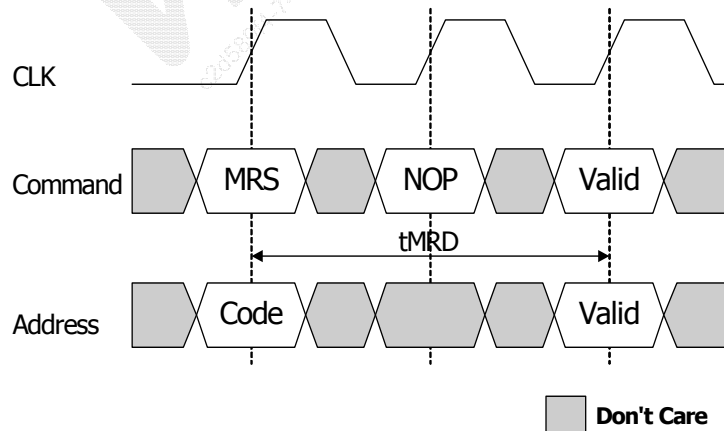 CLK
Command MRS NOP Valid
tMRD
Address Code Valid
Don't Care